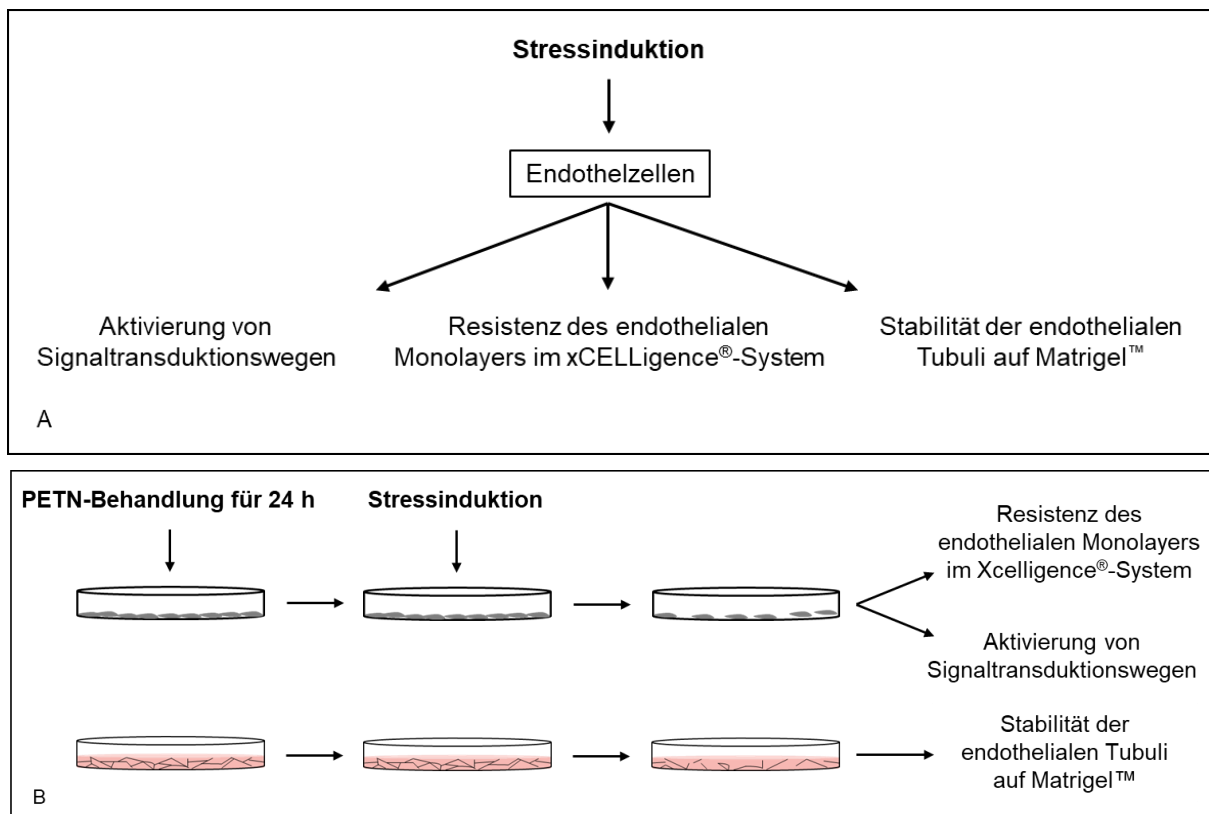 Stressinduktion
Endothelzellen
Aktivierung von
Signaltransduktionswegen
Resistenz des endothelialen
Monolayers im xCELLigence®-System
Stabilität der endothelialen
Tubuli auf Matrigel™
A
PETN-Behandlung für 24 h
Stressinduktion
Resistenz des
endothelialen Monolayers
im Xcelligence®-System
Aktivierung von
Signaltransduktionswegen
Stabilität der
endothelialen Tubuli
auf Matrigel™
B